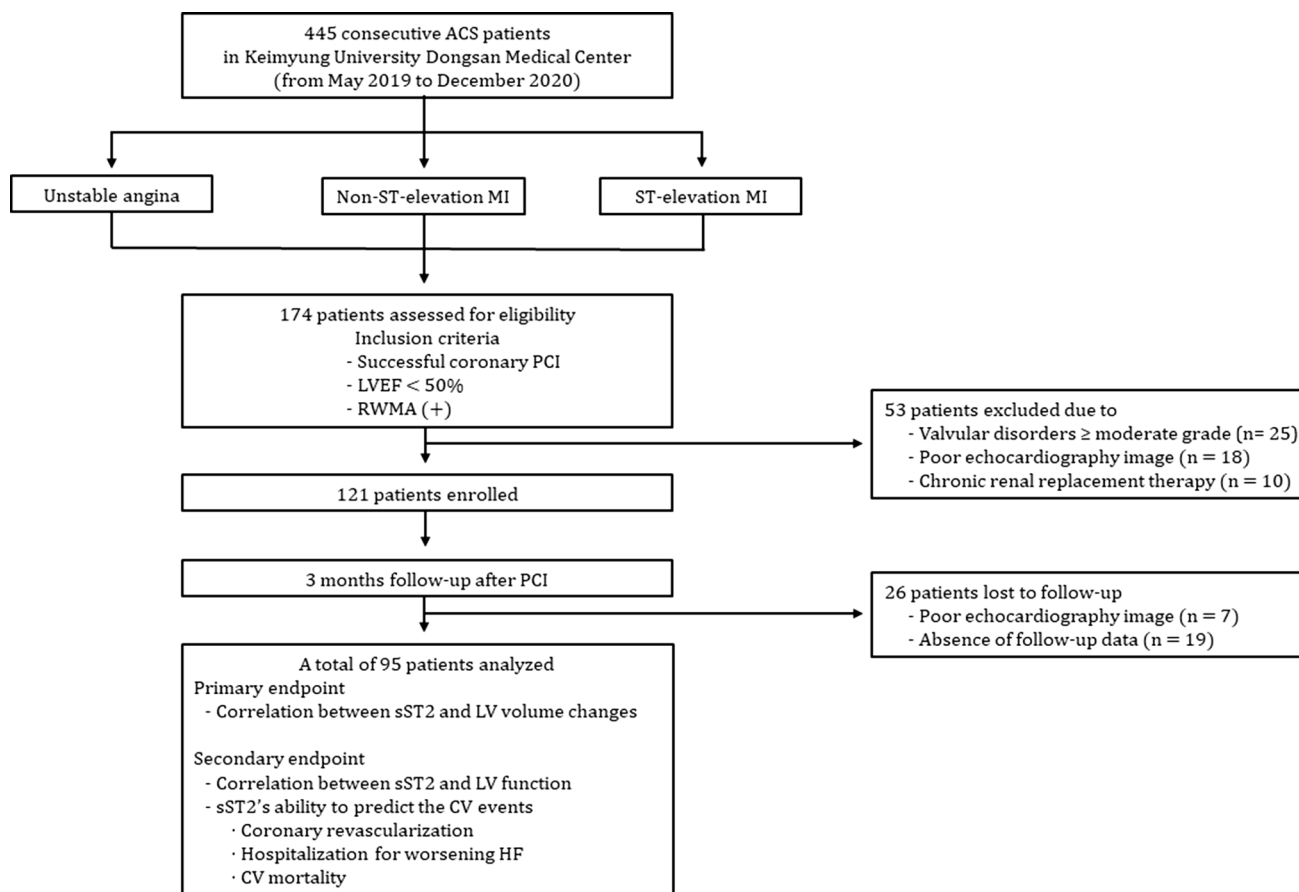 445 consecutive ACS patients
in Keimyung University Dongsan Medical Center
(from May 2019 to December 2020)
Unstable angina
Non-ST-elevation MI
ST-elevation MI
174 patients assessed for eligibility
Inclusion criteria
- Successful coronary PCI
- LVEF < 50%
- RWMA (+)
53 patients excluded due to
- Valvular disorders ≥ moderate grade (n= 25)
- Poor echocardiography image (n = 18)
- Chronic renal replacement therapy (n = 10)
121 patients enrolled
3 months follow-up after PCI
26 patients lost to follow-up
- Poor echocardiography image (n = 7)
- Absence of follow-up data (n = 19)
A total of 95 patients analyzed
Primary endpoint
- Correlation between sST2 and LV volume changes
Secondary endpoint
- Correlation between sST2 and LV function
- sST2's ability to predict the CV events
· Coronary revascularization
· Hospitalization for worsening HF
· CV mortality